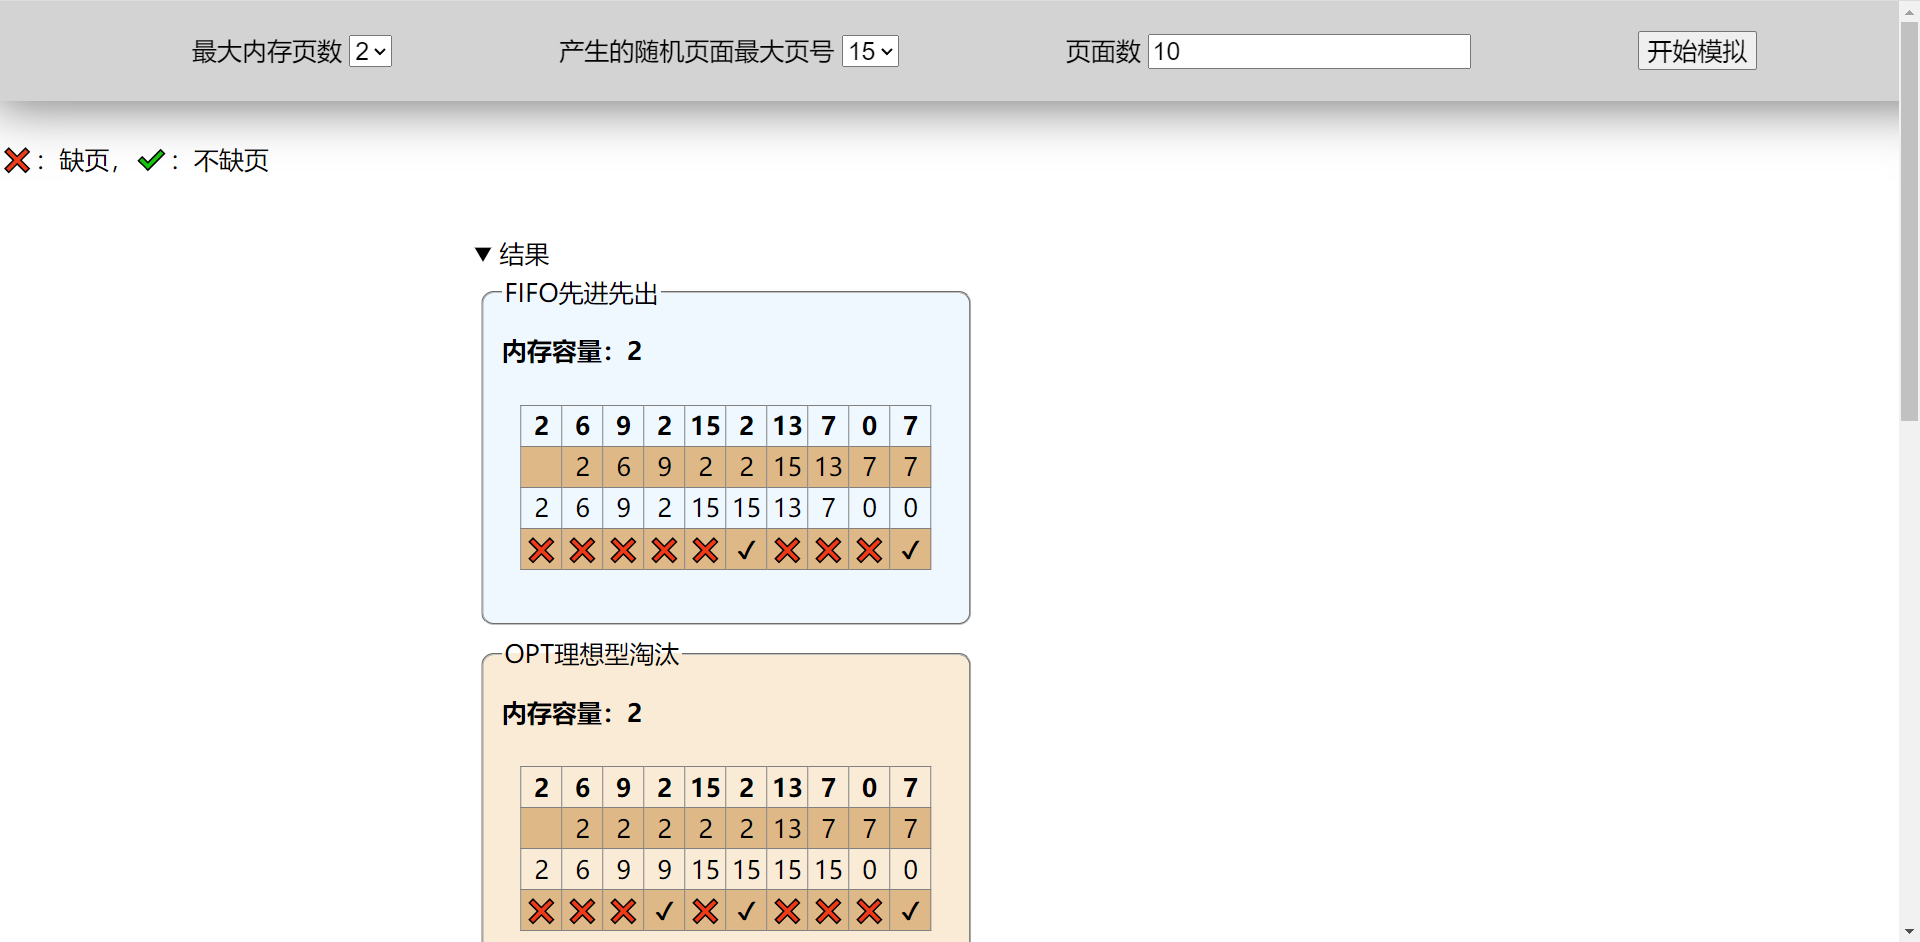 最大内存页数 2 产生的随机页面最大页号 15 页面数 10 开始模拟
❌：缺页，✔：不缺页
▼ 结果
FIFO先进先出
内存容量：2
2 6 9 2 15 2 13 7 0 7
2 6 9 2 2 15 13 7 7
2 6 9 2 15 15 13 7 0 0
❌ ❌ ❌ ❌ ❌ ✓ ❌ ❌ ❌ ✓
OPT理想型淘汰
内存容量：2
2 6 9 2 15 2 13 7 0 7
2 2 2 2 2 13 7 7 7
2 6 9 9 15 15 15 15 0 0
❌ ❌ ❌ ✓ ❌ ✓ ❌ ❌ ❌ ✓